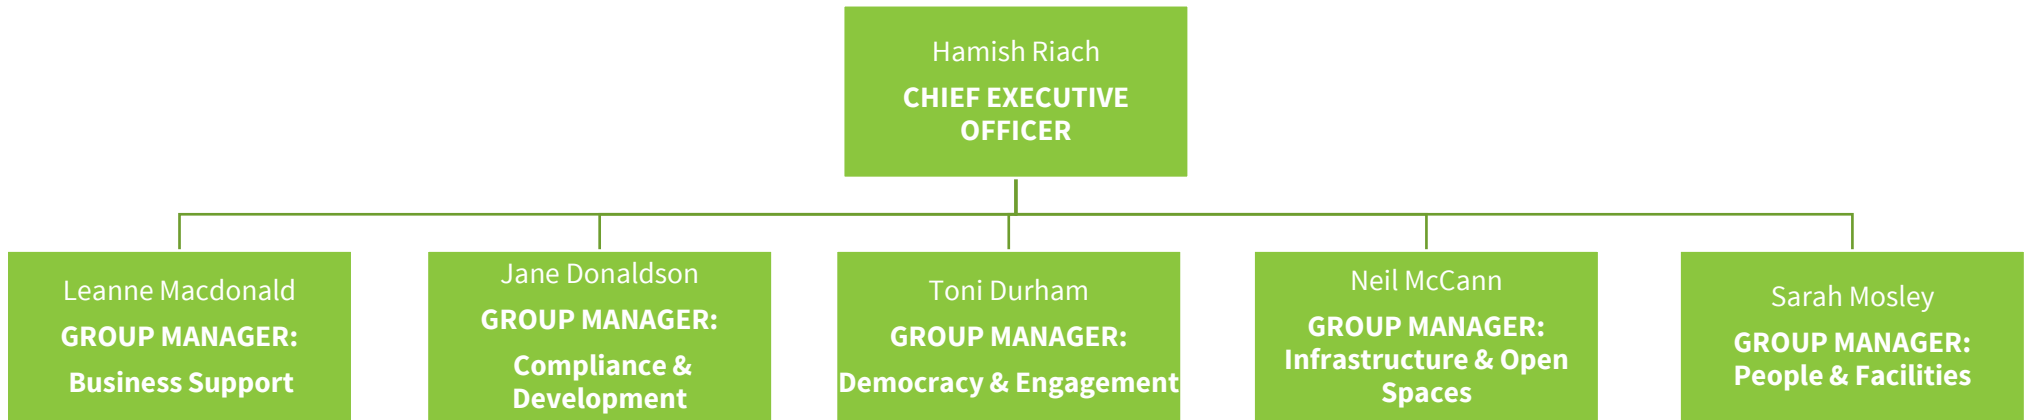 Hamish Riach
CHIEF EXECUTIVE
OFFICER
Leanne Macdonald
GROUP MANAGER:
Business Support
Jane Donaldson
GROUP MANAGER:
Compliance &
Development
Toni Durham
GROUP MANAGER:
Democracy & Engagement
Neil McCann
GROUP MANAGER:
Infrastructure & Open
Spaces
Sarah Mosley
GROUP MANAGER:
People & Facilities